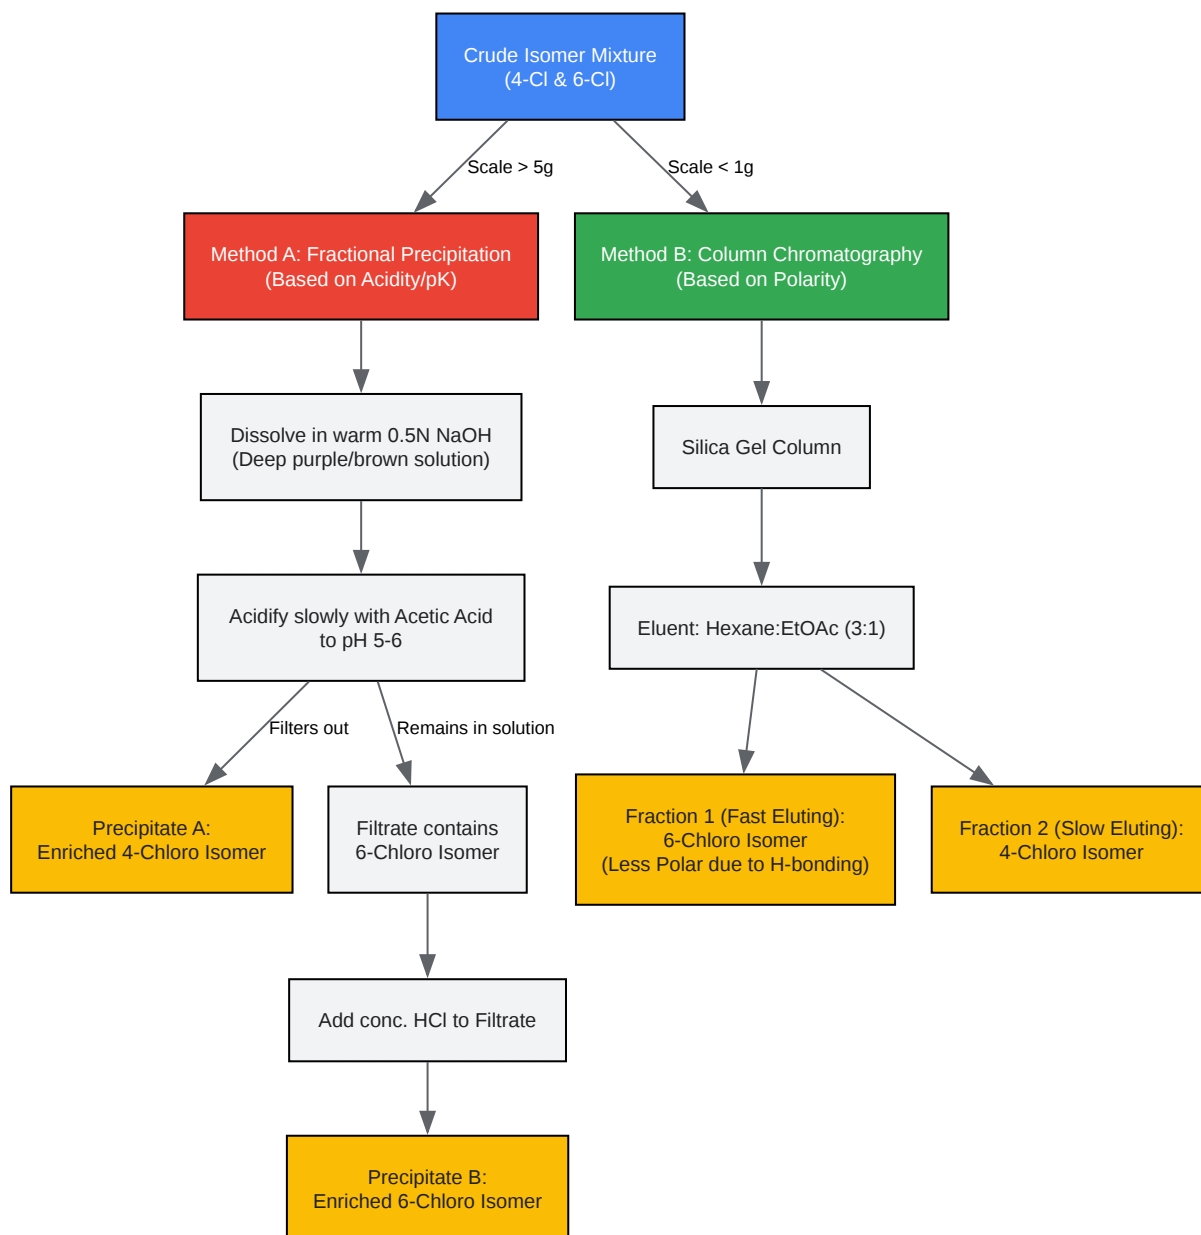 Crude Isomer Mixture
(4-Cl & 6-Cl)
Scale > 5g
Scale < 1g
Method A: Fractional Precipitation
(Based on Acidity/pK)
Method B: Column Chromatography
(Based on Polarity)
Dissolve in warm 0.5N NaOH
(Deep purple/brown solution)
Silica Gel Column
Acidify slowly with Acetic Acid
to pH 5-6
Eluent: Hexane:EtOAc (3:1)
Filters out
Remains in solution
Precipitate A:
Enriched 4-Chloro Isomer
Filtrate contains
6-Chloro Isomer
Fraction 1 (Fast Eluting):
6-Chloro Isomer
(Less Polar due to H-bonding)
Fraction 2 (Slow Eluting):
4-Chloro Isomer
Add conc. HCl to Filtrate
Precipitate B:
Enriched 6-Chloro Isomer